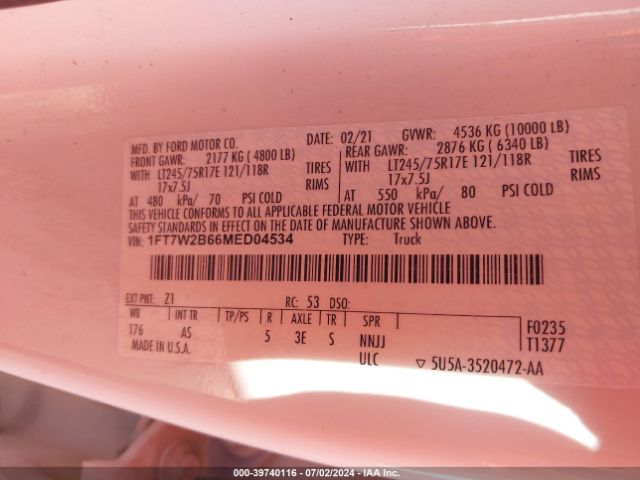 MFD. BY FORD MOTOR CO.
DATE: 02/21 GVWR: 4536 KG (10000 LB)
FRONT GAWR: 2177 KG ( 4800 LB) REAR GAWR: 2876 KG ( 6340 LB)
WITH LT245/75R17E 121/118R TIRES WITH LT245/75R17E 121/118R TIRES
17x7.5J RIMS 17x7.5J RIMS
AT 480 kPa/ 70 PSI COLD AT 550 kPa/ 80 PSI COLD
THIS VEHICLE CONFORMS TO ALL APPLICABLE FEDERAL MOTOR VEHICLE
SAFETY STANDARDS IN EFFECT ON THE DATE OF MANUFACTURE SHOWN ABOVE.
VIN: 1FT7W2B66MED04534 TYPE: Truck
EXT PNT: Z1 RC: 53 DSO:
WB INT TR TP/PS R AXLE TR SPR
176 AS 5 3E S NNJJ
ULC
F0235
T1377
MADE IN U.S.A.
▽ 5U5A-3520472-AA
000-39740116 - 07/02/2024 - IAA Inc.